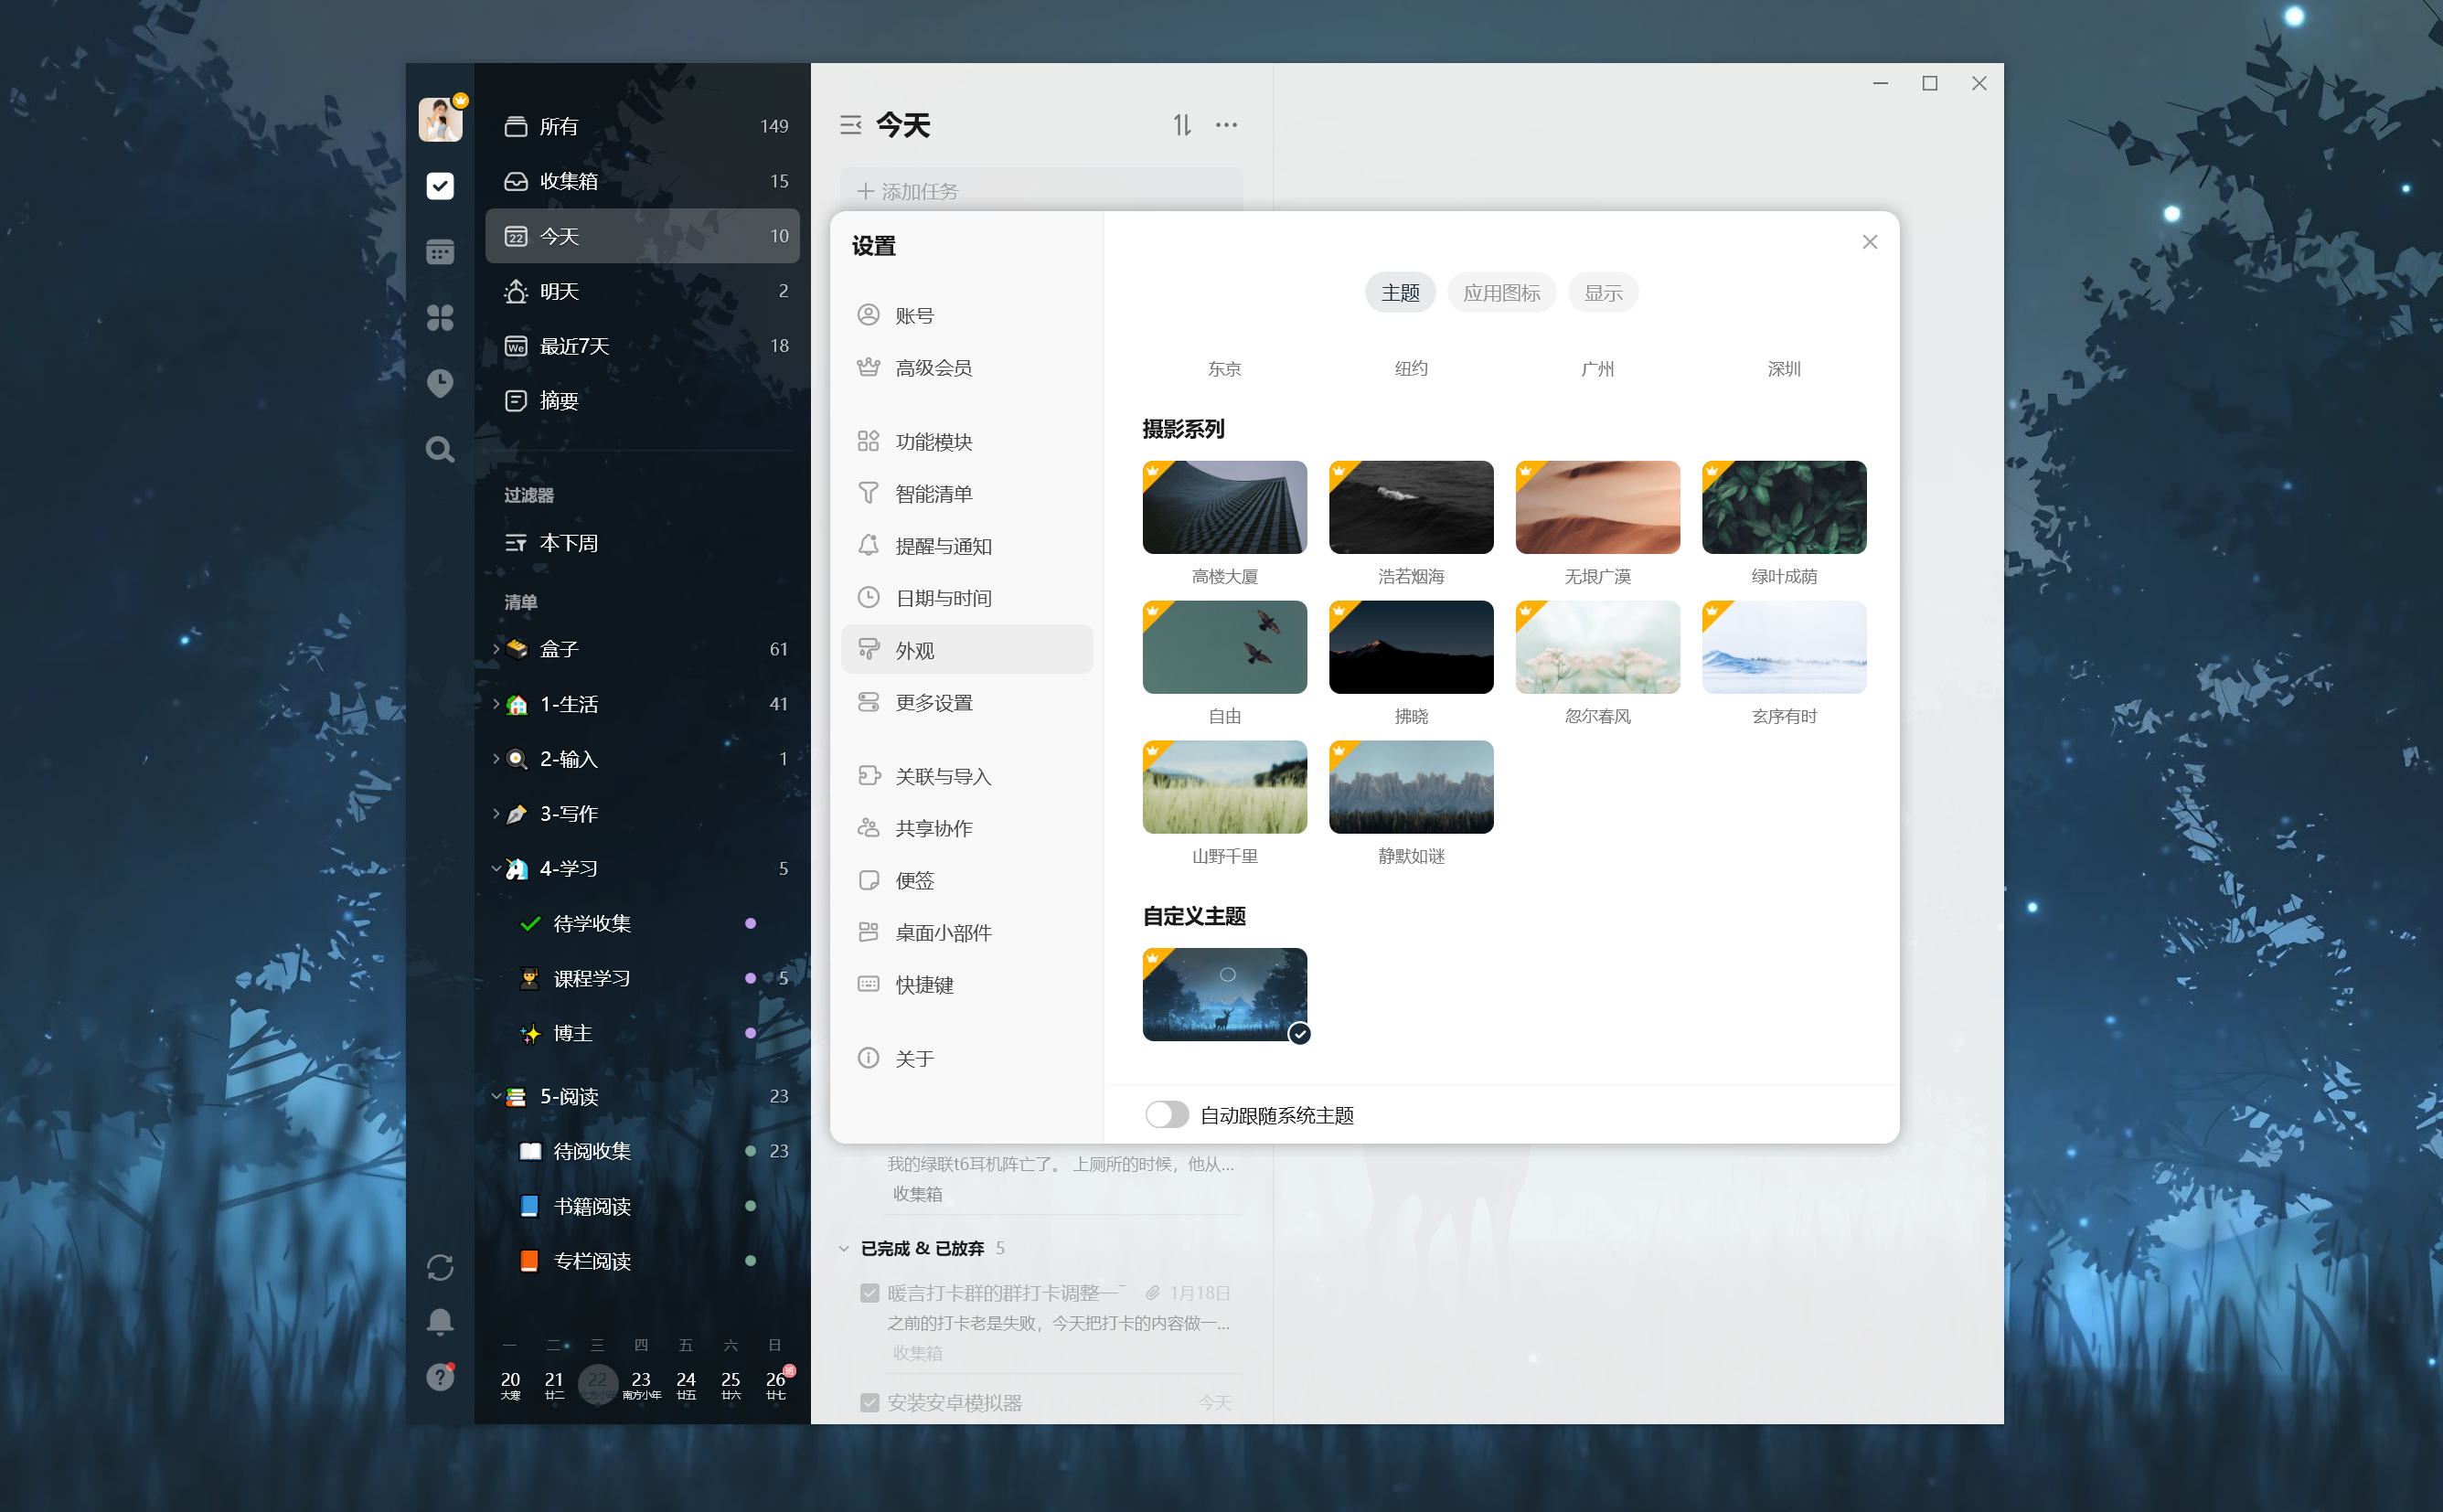 所有 149
收集箱 15
22 今天 10
明天 2
We 最近7天 18
摘要
过滤器
本下周
清单
盒子 61
1-生活 41
2-输入 1
3-写作
4-学习 5
待学收集
课程学习 5
博主
5-阅读 23
待阅收集 23
书籍阅读
专栏阅读
一 二 三 四 五 六 日
20 21 22 23 24 25 26
大寒 廿二 南方小年 廿五 廿六 廿七
今天
添加任务
设置
账号
高级会员
功能模块
智能清单
提醒与通知
日期与时间
外观
更多设置
关联与导入
共享协作
便签
桌面小部件
快捷键
关于
主题 应用图标 显示
东京 纽约 广州 深圳
摄影系列
高楼大厦 浩若烟海 无垠广漠 绿叶成荫
自由 拂晓 忽尔春风 玄序有时
山野千里 静默如谜
自定义主题
自动跟随系统主题
我的绿联t6耳机阵亡了。 上厕所的时候，他从...
收集箱
已完成 & 已放弃 5
暖言打卡群的群打卡调整一 1月18日
之前的打卡老是失败，今天把打卡的内容做一...
收集箱
安装安卓模拟器 今天